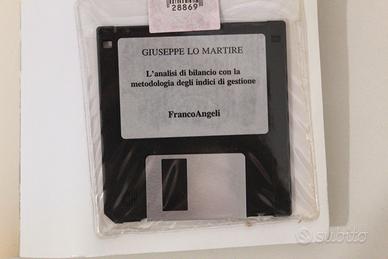 28869
GIUSEPPE LO MARTIRE
L'analisi di bilancio con la
metodologia degli indici di gestione
FrancoAngeli
subito